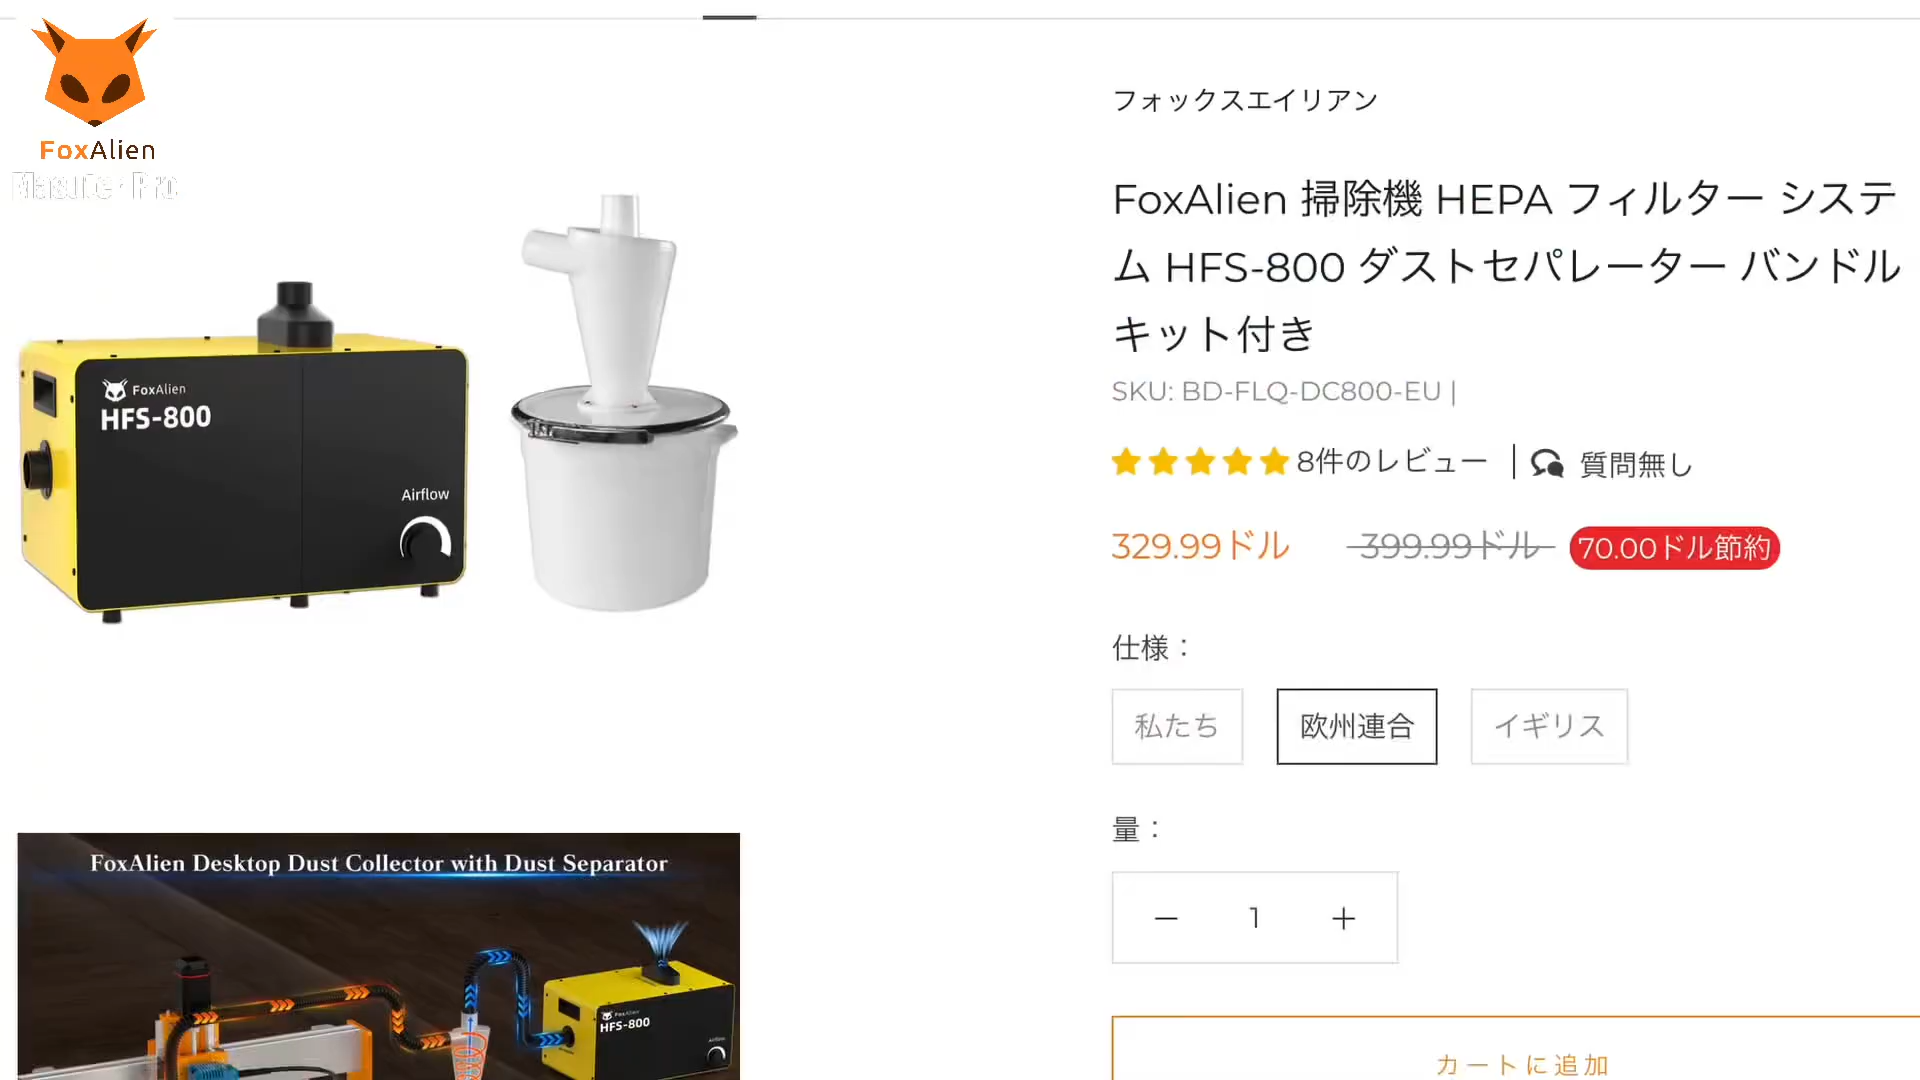 FoxAlien
Masuter Pro
フォックスエイリアン
FoxAlien 掃除機 HEPA フィルター システ
ム HFS-800 ダストセパレーター バンドル
キット付き
SKU: BD-FLQ-DC800-EU |
8件のレビュー
質問無し
329.99ドル 399.99ドル 70.00ドル節約
仕様：
私たち 欧州連合 イギリス
量：
− 1 +
カートに追加
FoxAlien
HFS-800
Airflow
FoxAlien Desktop Dust Collector with Dust Separator
FoxAlien
HFS-800
Airflow